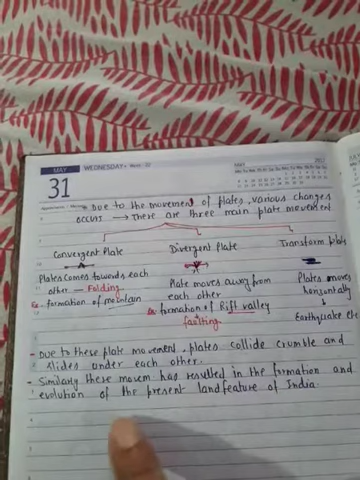 MAY
WEDNESDAY
31
Due to the movement of plates, various changes
occurs → There are three main plate movement
Convergent Plate
Plates comes towards each
other — Folding
Ex- formation of mountain
Divergent Plate
Plate moves away from
each other
Ex- formation of Rift valley
faulting
Transform plate
Plates moves
horizontally
↓
Earthquake etc
- Due to these plate movement, plates collide crumble and
slides under each other.
- Similarly these movem has resulted in the formation and
evolution of the present landfeature of India.